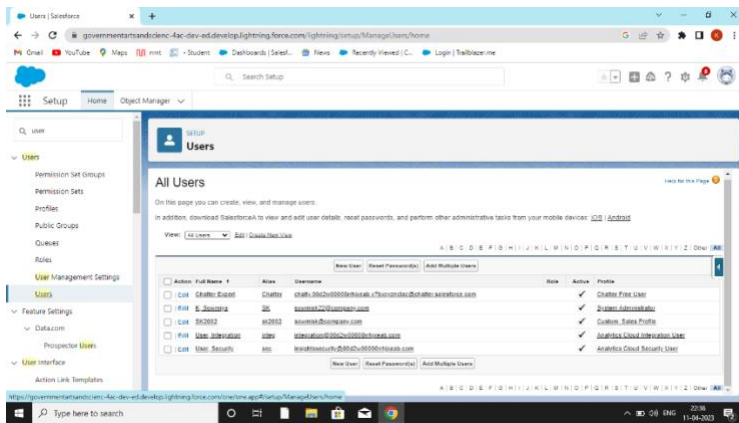 Users | Salesforce
governmentartsandscienc-4ac-dev-ed.develop.lightning.force.com/lightning/setup/ManageUsers/home
Gmail YouTube Maps nmt - Student Dashboards | Salesf... News Recently Viewed | C... Login | Trailblazer.me
Search Setup
Setup Home Object Manager
user
SETUP
Users
Users
Permission Set Groups
Permission Sets
Profiles
Public Groups
Queues
Roles
User Management Settings
Users
Feature Settings
Data.com
Prospector Users
User Interface
Action Link Templates
All Users
Help for this Page
On this page you can create, view, and manage users.
In addition, download SalesforceA to view and edit user details, reset passwords, and perform other administrative tasks from your mobile devices: iOS | Android
View: All Users Edit | Create New View
A | B | C | D | E | F | G | H | I | J | K | L | M | N | O | P | Q | R | S | T | U | V | W | X | Y | Z | Other All
New User Reset Password(s) Add Multiple Users
Action Full Name Alias Username Role Active Profile
Edit Chatter Expert Chatter Chatter Free User
Edit K, Sowmiya SK System Administrator
Edit SK2002 sk2002 Custom: Sales Profile
Edit User, Integration integ Analytics Cloud Integration User
Edit User, Security sec Analytics Cloud Security User
New User Reset Password(s) Add Multiple Users
A | B | C | D | E | F | G | H | I | J | K | L | M | N | O | P | Q | R | S | T | U | V | W | X | Y | Z | Other All
https://governmentartsandscienc-4ac-dev-ed.develop.lightning.force.com/one/one.app#/setup/ManageUsers/home
Type here to search
ENG
22:36
11-04-2023